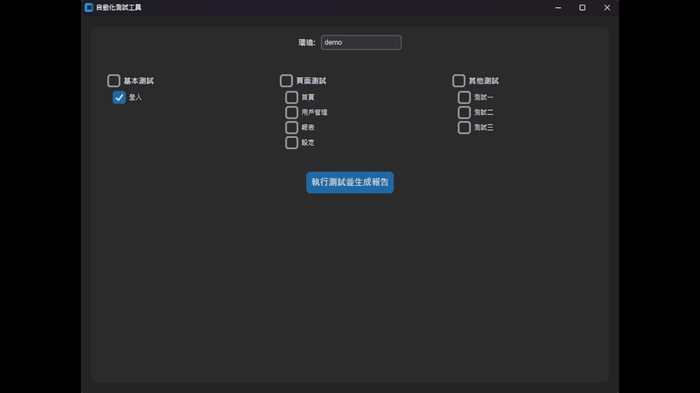 自動化測試工具
環境: demo
基本測試
登入
頁面測試
首頁
用戶管理
報表
設定
其他測試
測試一
測試二
測試三
執行測試並生成報告